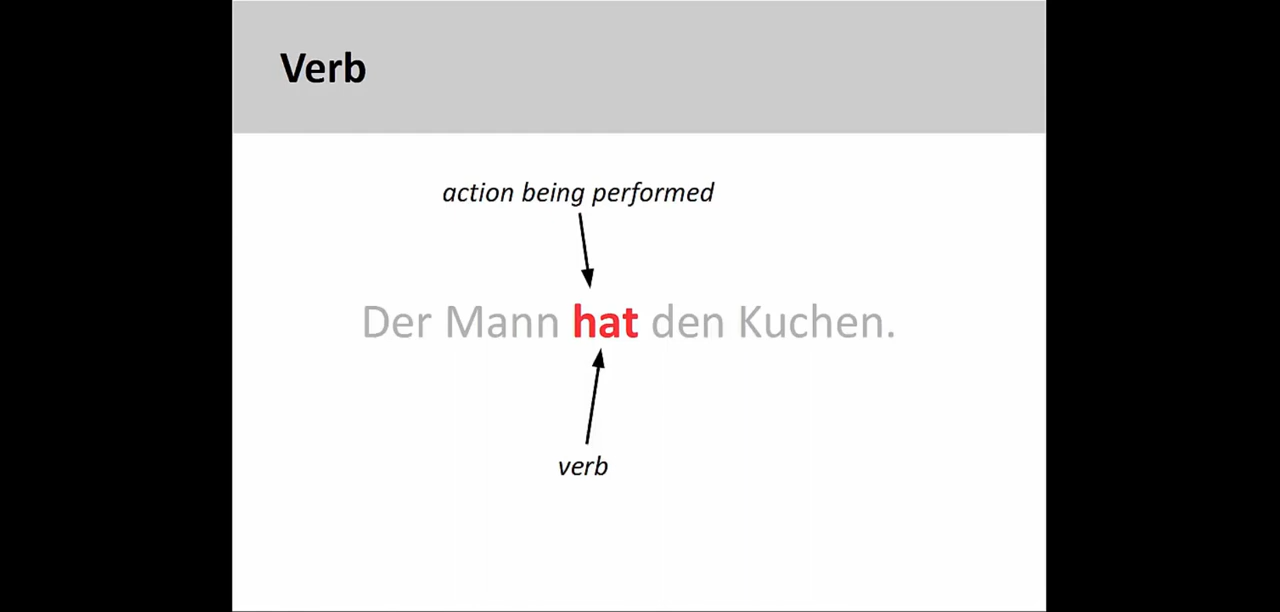 Verb
action being performed
Der Mann hat den Kuchen.
verb